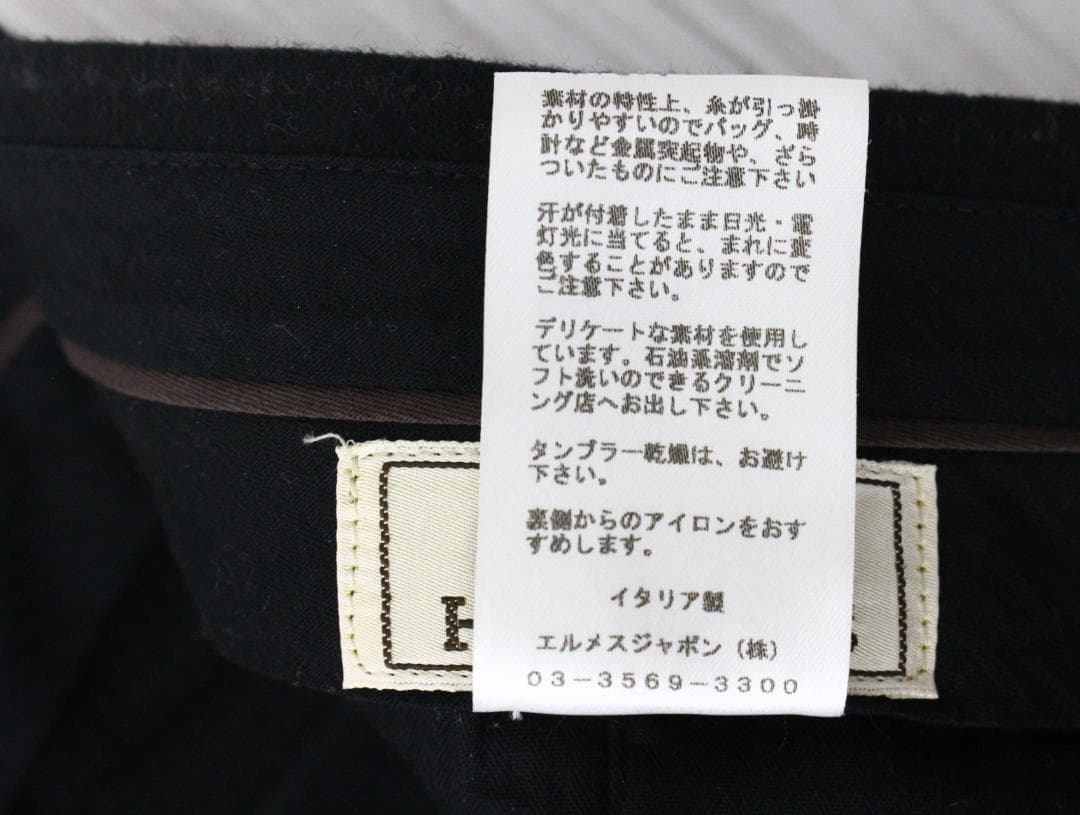 素材の特性上、糸が引っ掛
かりやすいのでバッグ、時
計など金属突起物や、ざら
ついたものにご注意下さい
汗が付着したまま日光・電
灯光に当てると、まれに変
色することがありますので
ご注意下さい。
デリケートな素材を使用し
ています。石油系溶剤でソ
フト洗いのできるクリーニ
ング店へお出し下さい。
タンブラー乾燥は、お避け
下さい。
裏側からのアイロンをおす
すめします。
イタリア製
エルメスジャポン（株）
03－3569－3300